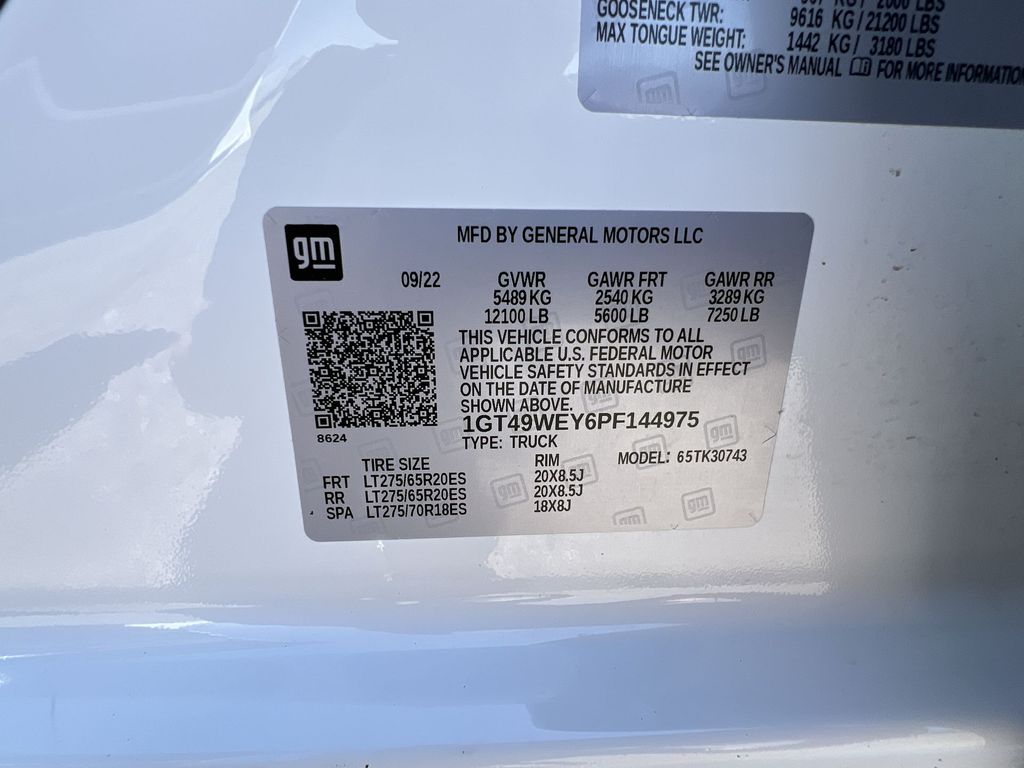 KG / 2000 LBS
GOOSENECK TWR: 9616 KG / 21200 LBS
MAX TONGUE WEIGHT: 1442 KG / 3180 LBS
SEE OWNER'S MANUAL FOR MORE INFORMATION
gm
MFD BY GENERAL MOTORS LLC
09/22 GVWR GAWR FRT GAWR RR
5489 KG 2540 KG 3289 KG
12100 LB 5600 LB 7250 LB
THIS VEHICLE CONFORMS TO ALL
APPLICABLE U.S. FEDERAL MOTOR
VEHICLE SAFETY STANDARDS IN EFFECT
ON THE DATE OF MANUFACTURE
SHOWN ABOVE.
8624
1GT49WEY6PF144975
TYPE: TRUCK
MODEL: 65TK30743
TIRE SIZE RIM
FRT LT275/65R20ES 20X8.5J
RR LT275/65R20ES 20X8.5J
SPA LT275/70R18ES 18X8J